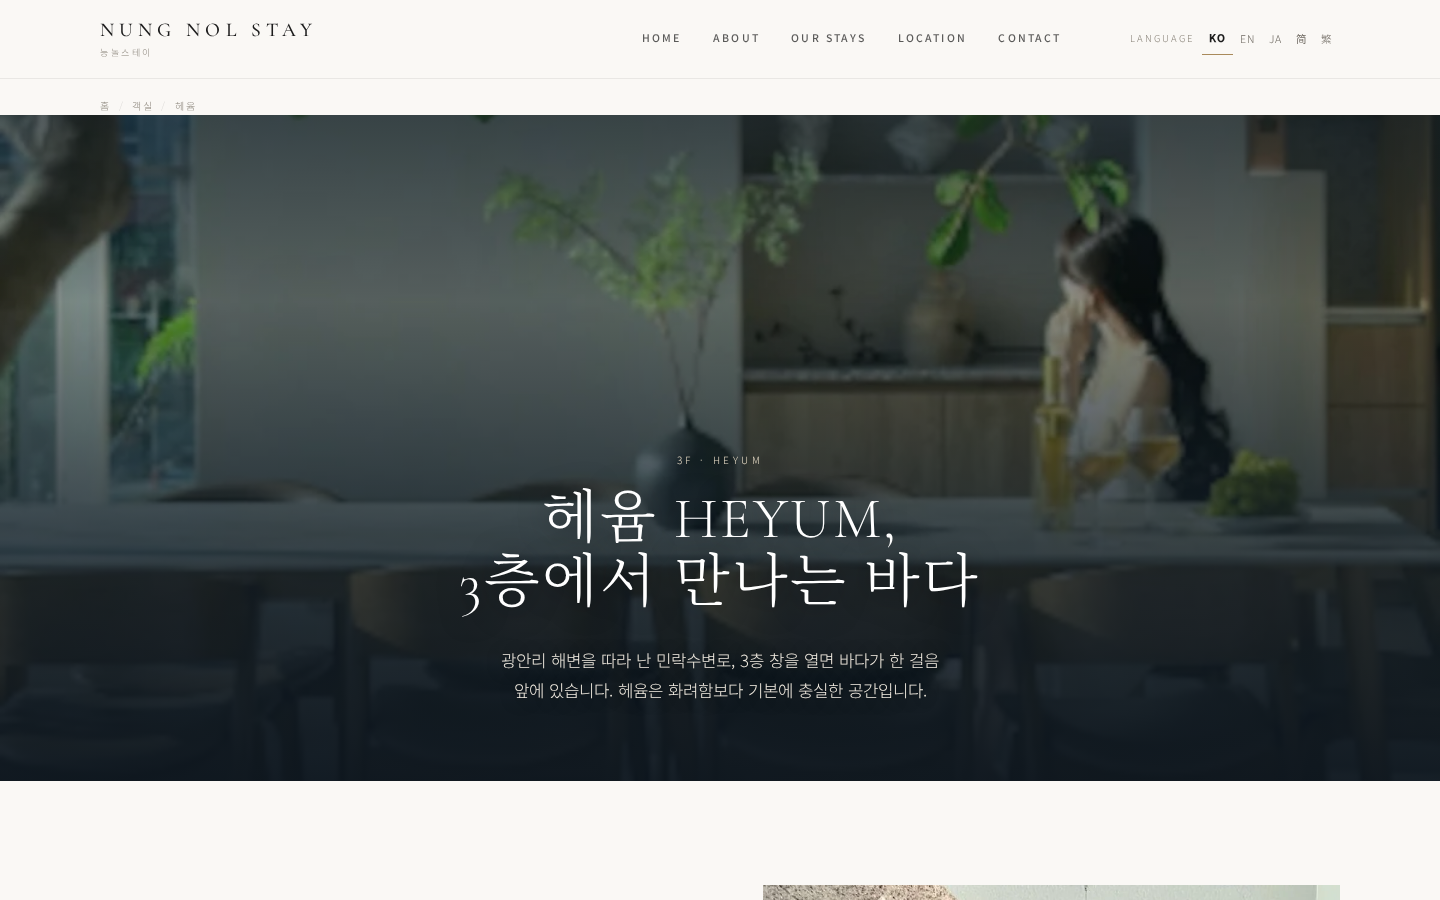 NUNG NOL STAY
능놀스테이
HOME ABOUT OUR STAYS LOCATION CONTACT
LANGUAGE KO EN JA 简 繁
홈 / 객실 / 헤윰
3F · HEYUM
헤윰 HEYUM,
3층에서 만나는 바다
광안리 해변을 따라 난 민락수변로, 3층 창을 열면 바다가 한 걸음
앞에 있습니다. 헤윰은 화려함보다 기본에 충실한 공간입니다.